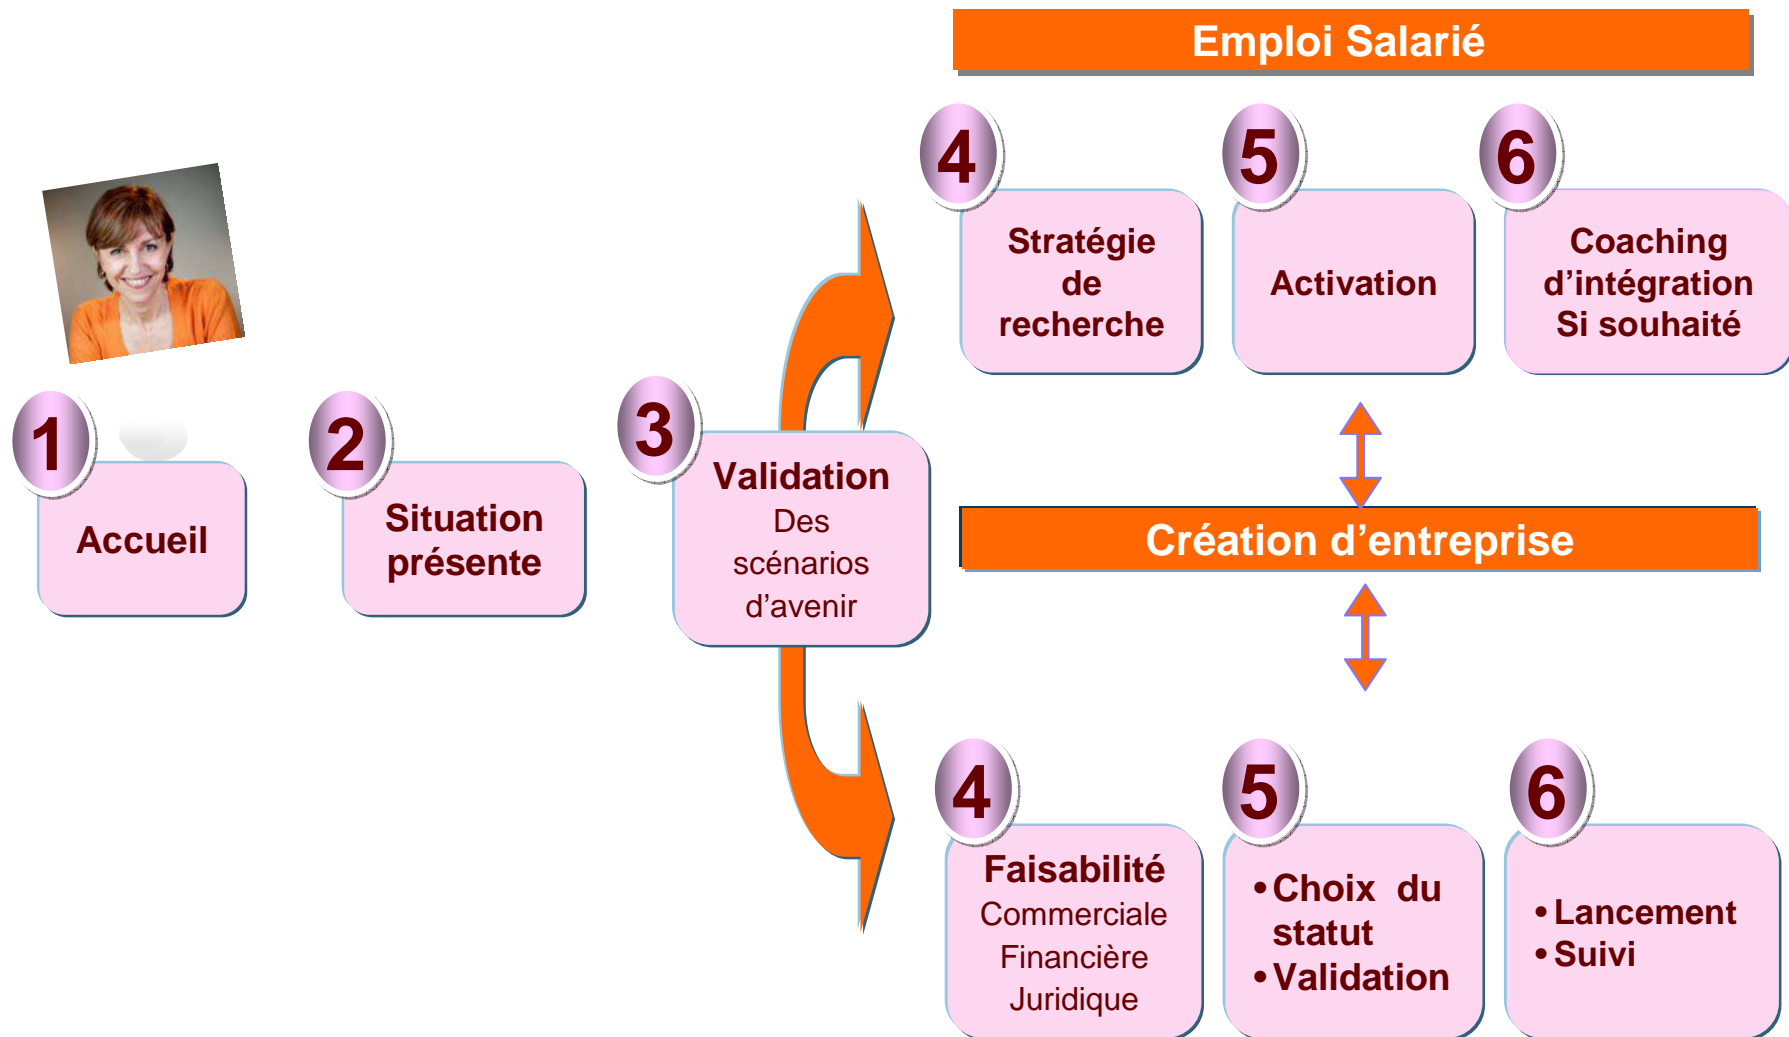 Emploi Salarié
4
Stratégie
de
recherche
5
Activation
6
Coaching
d’intégration
Si souhaité
1
Accueil
2
Situation
présente
3
Validation
Des
scénarios
d’avenir
Création d’entreprise
4
Faisabilité
Commerciale
Financière
Juridique
5
•Choix du
statut
•Validation
6
•Lancement
•Suivi